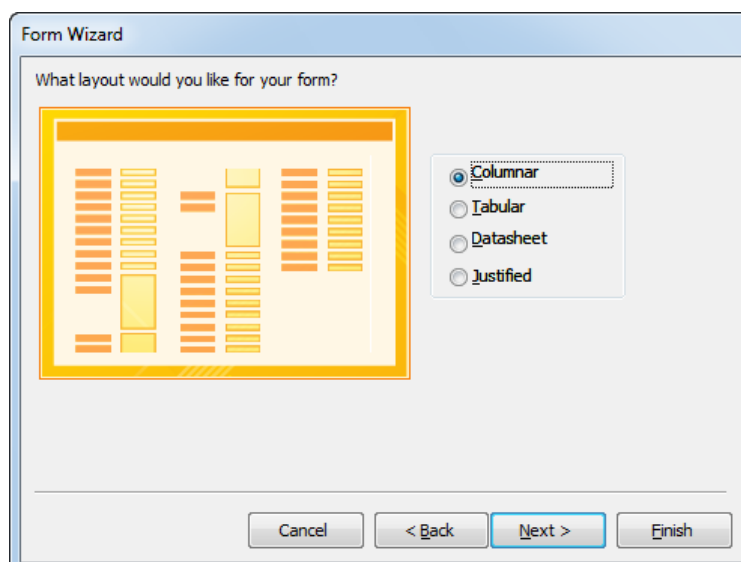 Form Wizard
What layout would you like for your form?
Columnar
Tabular
Datasheet
Justified
Cancel
< Back
Next >
Finish